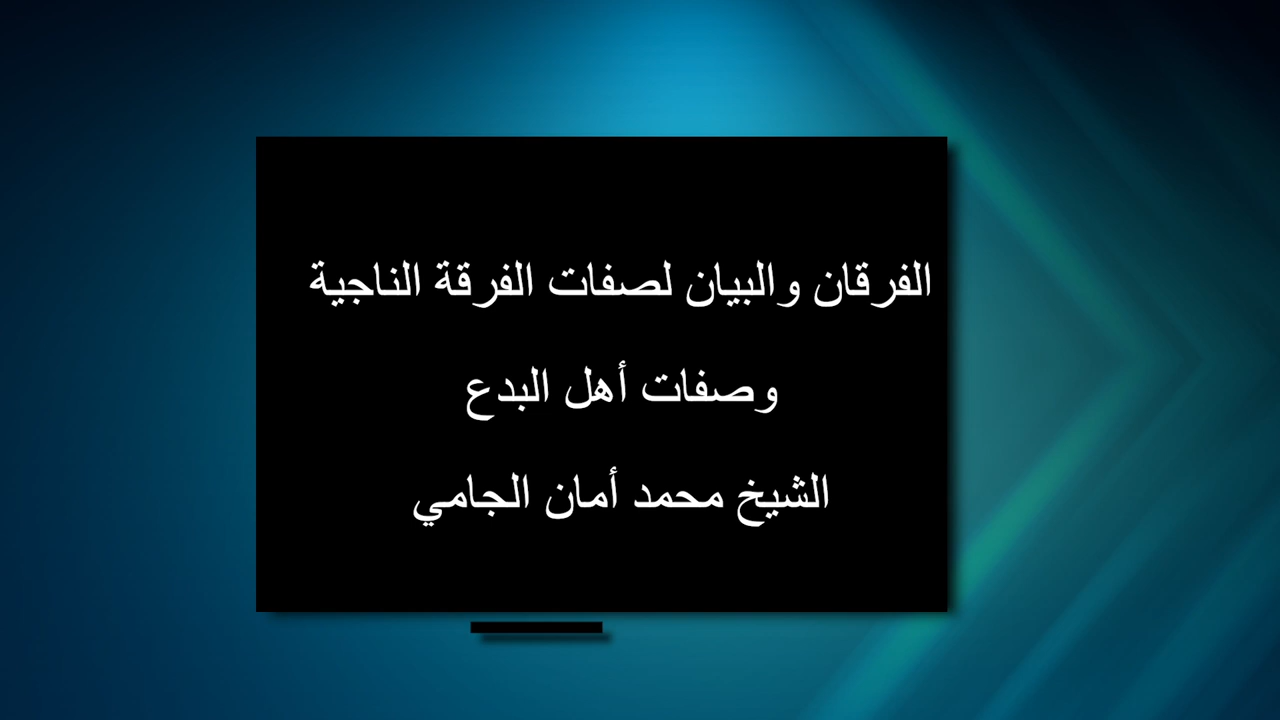 الفرقان والبيان لصفات الفرقة الناجية
وصفات أهل البدع
الشيخ محمد أمان الجامي